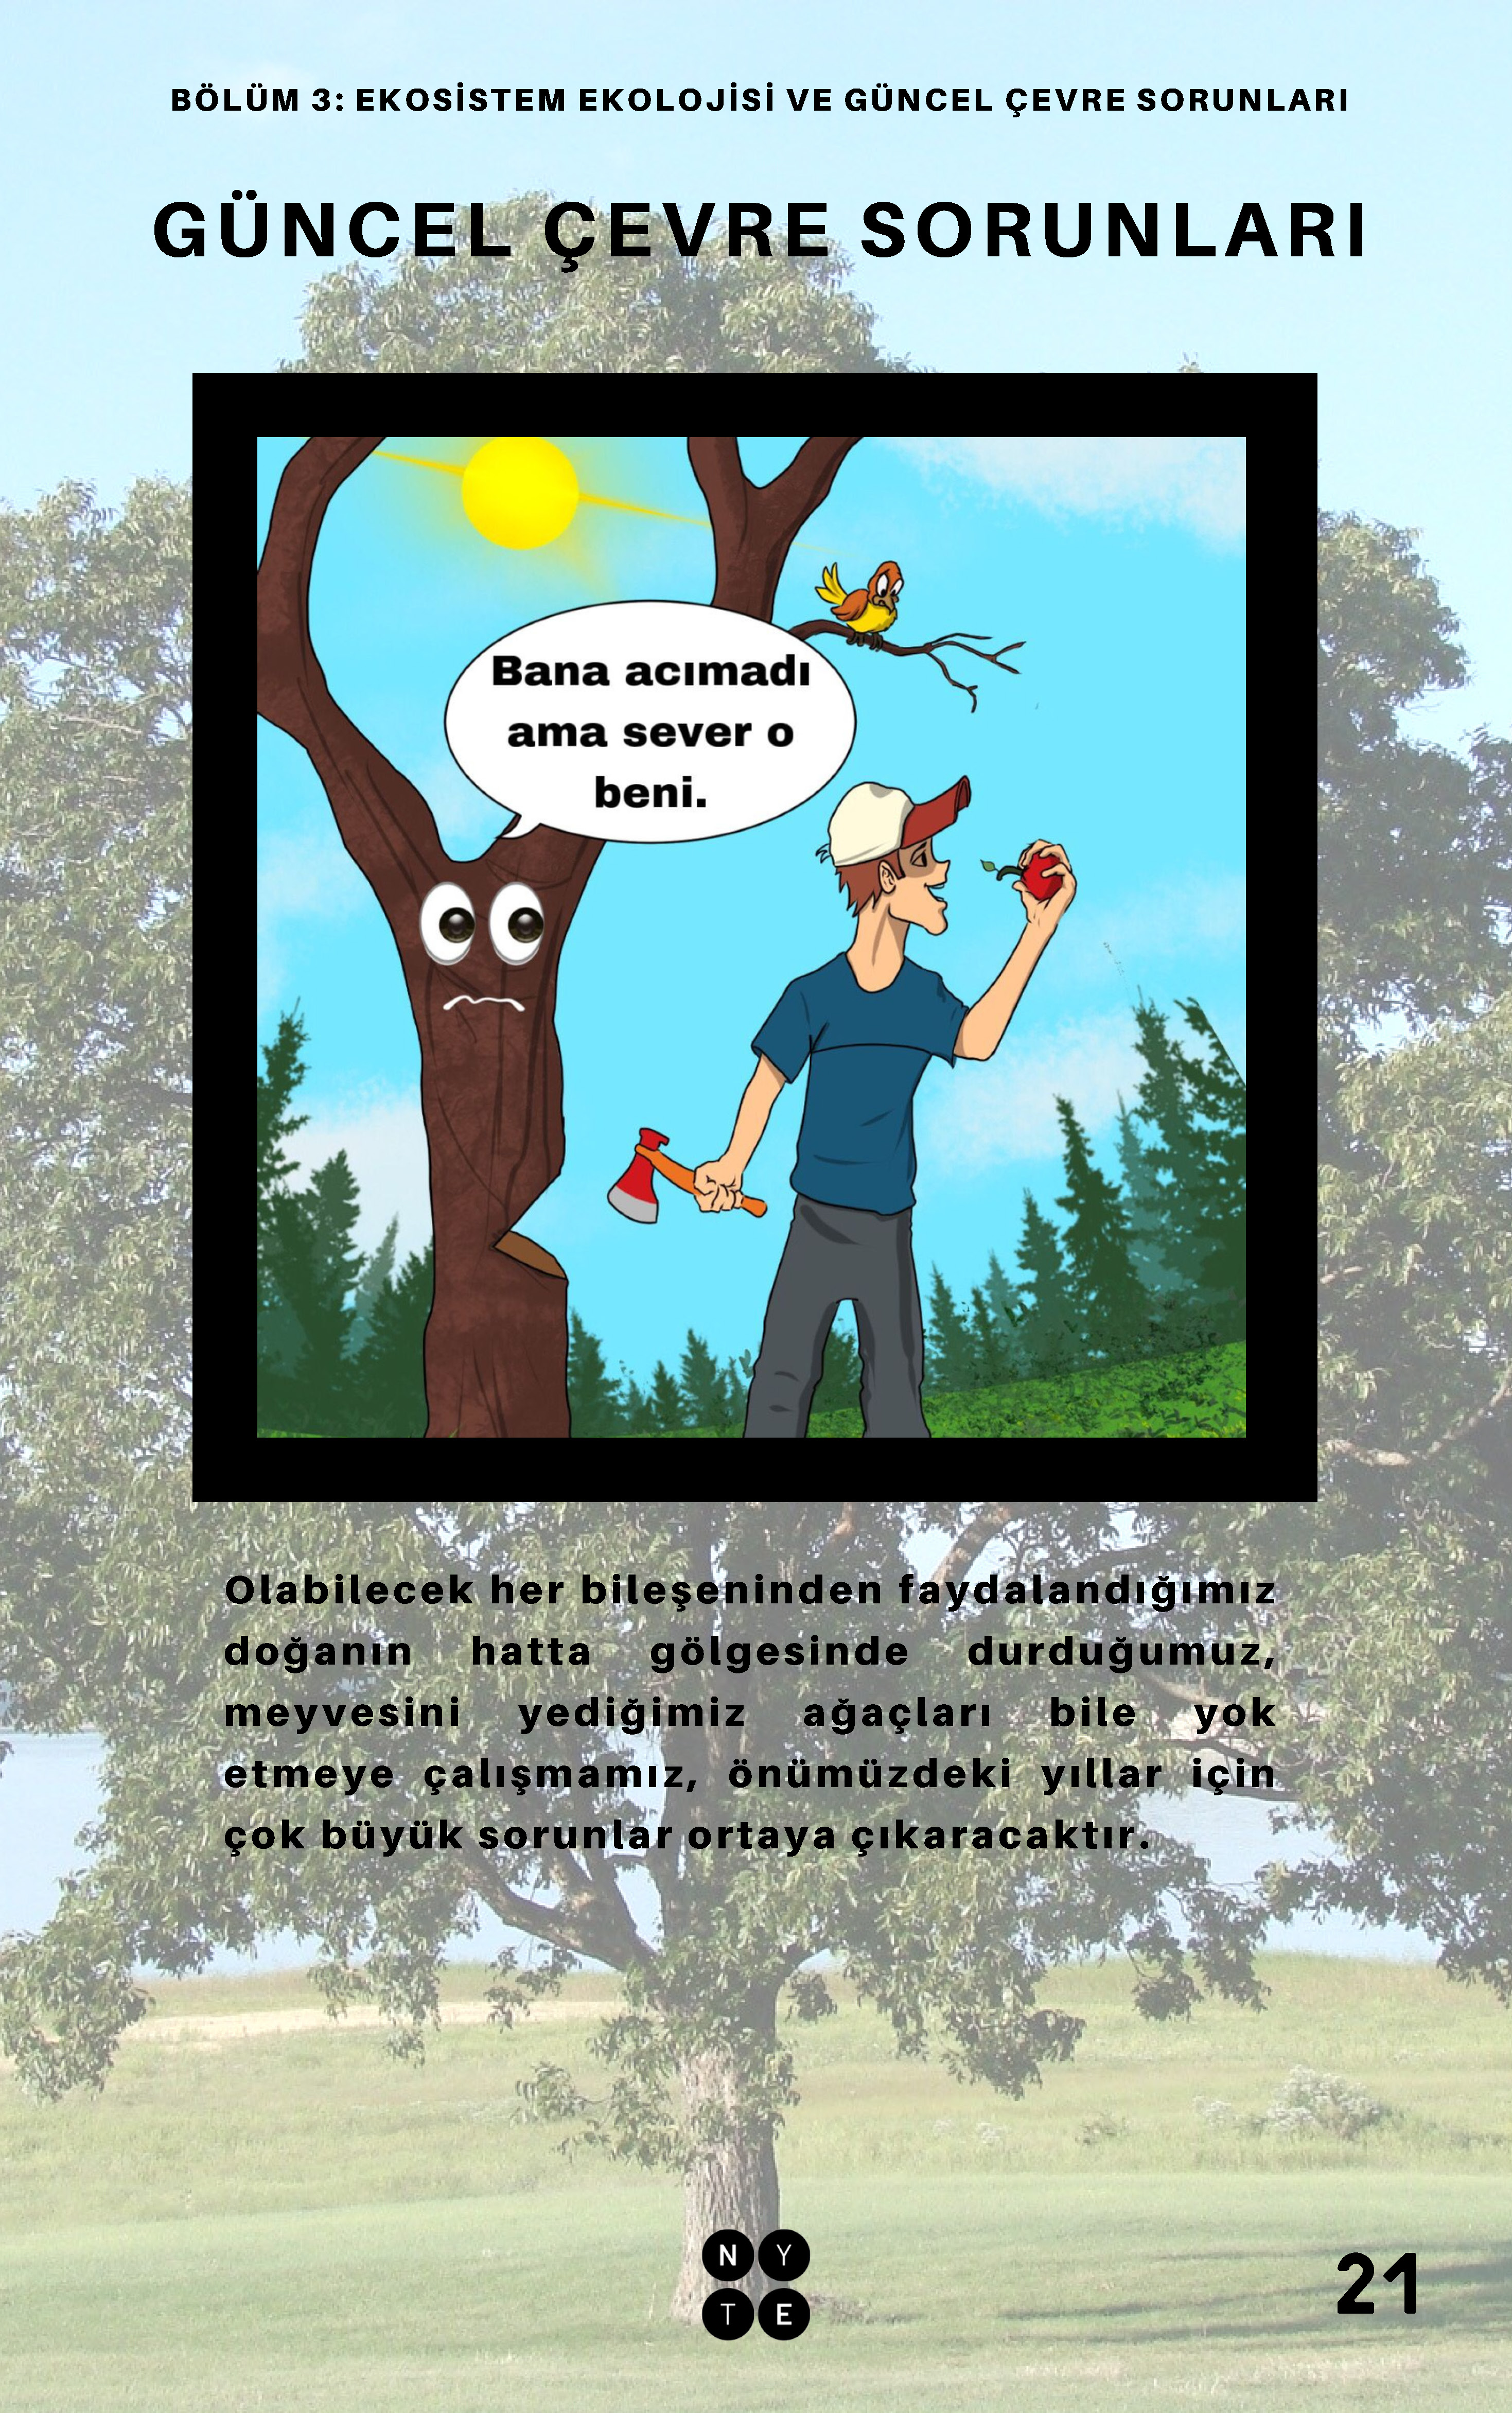 BÖLÜM 3: EKOSİSTEM EKOLOJİSİ VE GÜNCEL ÇEVRE SORUNLARI
GÜNCEL ÇEVRE SORUNLARI
Bana acımadı
ama sever o
beni.
Olabilecek her bileşeninden faydalandığımız
doğanın hatta gölgesinde durduğumuz,
meyvesini yediğimiz ağaçları bile yok
etmeye çalışmamız, önümüzdeki yıllar için
çok büyük sorunlar ortaya çıkaracaktır.
N Y
T E
21